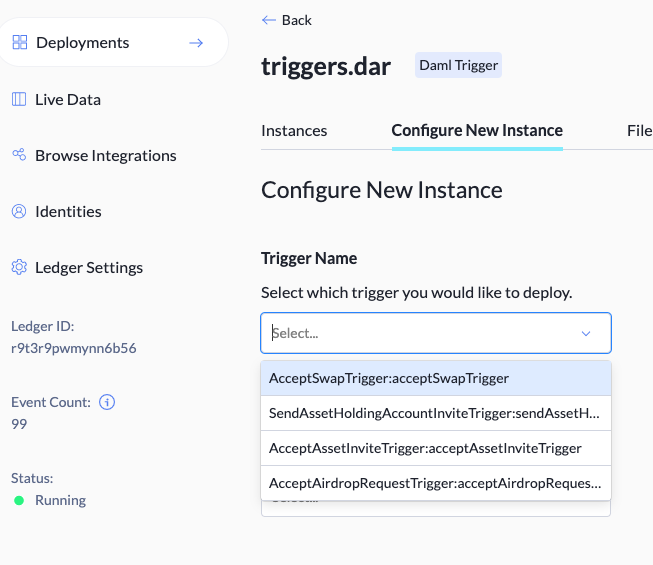 Back
Deployments
triggers.dar
Daml Trigger
Live Data
Instances
Configure New Instance
File
Browse Integrations
Configure New Instance
Identities
Trigger Name
Ledger Settings
Select which trigger you would like to deploy.
Ledger ID:
r9t3r9pwmynn6b56
Select...
AcceptSwapTrigger:acceptSwapTrigger
Event Count:
99
SendAssetHoldingAccountInviteTrigger:sendAssetH...
AcceptAssetInviteTrigger:acceptAssetInviteTrigger
Status:
Running
AcceptAirdropRequestTrigger:acceptAirdropReques...